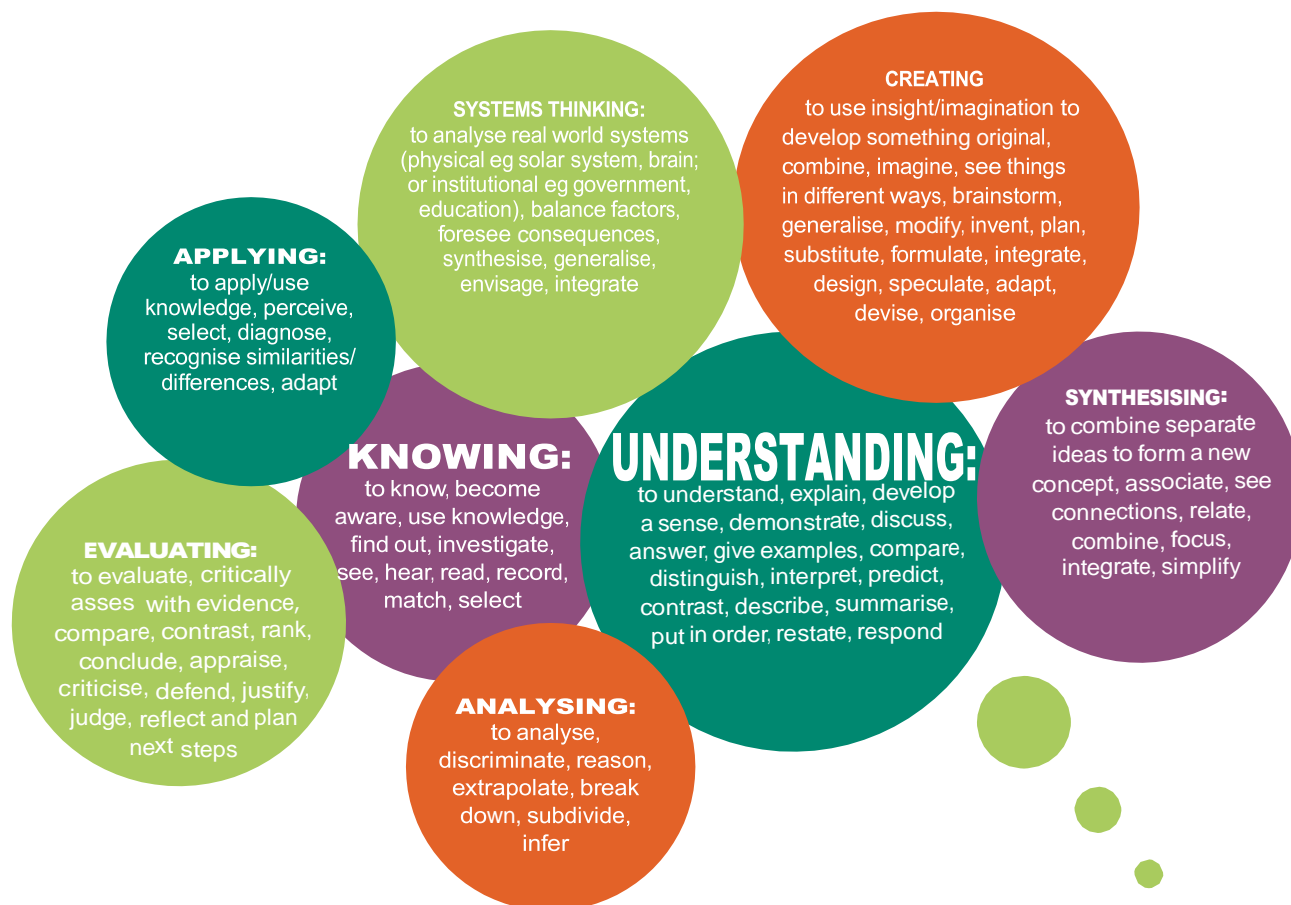 SYSTEMS THINKING:
to analyse real world systems
(physical eg solar system, brain;
or institutional eg government,
education), balance factors,
foresee consequences,
synthesise, generalise,
envisage, integrate
CREATING
to use insight/imagination to
develop something original,
combine, imagine, see things
in different ways, brainstorm,
generalise, modify, invent, plan,
substitute, formulate, integrate,
design, speculate, adapt,
devise, organise
APPLYING:
to apply/use
knowledge, perceive,
select, diagnose,
recognise similarities/
differences, adapt
KNOWING:
to know, become
aware, use knowledge,
find out, investigate,
see, hear, read, record,
match, select
UNDERSTANDING:
to understand, explain, develop
a sense, demonstrate, discuss,
answer, give examples, compare,
distinguish, interpret, predict,
contrast, describe, summarise,
put in order, restate, respond
SYNTHESISING:
to combine separate
ideas to form a new
concept, associate, see
connections, relate,
combine, focus,
integrate, simplify
EVALUATING:
to evaluate, critically
asses with evidence,
compare, contrast, rank,
conclude, appraise,
criticise, defend, justify,
judge, reflect and plan
next steps
ANALYSING:
to analyse,
discriminate, reason,
extrapolate, break
down, subdivide,
infer